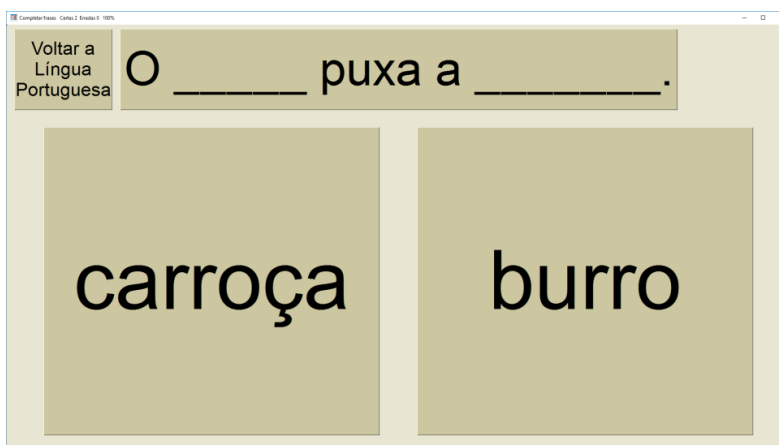 Completar frases Certas 2 Erradas 0 100%
Voltar a
Língua
Portuguesa
O _____ puxa a _______.
carroça
burro